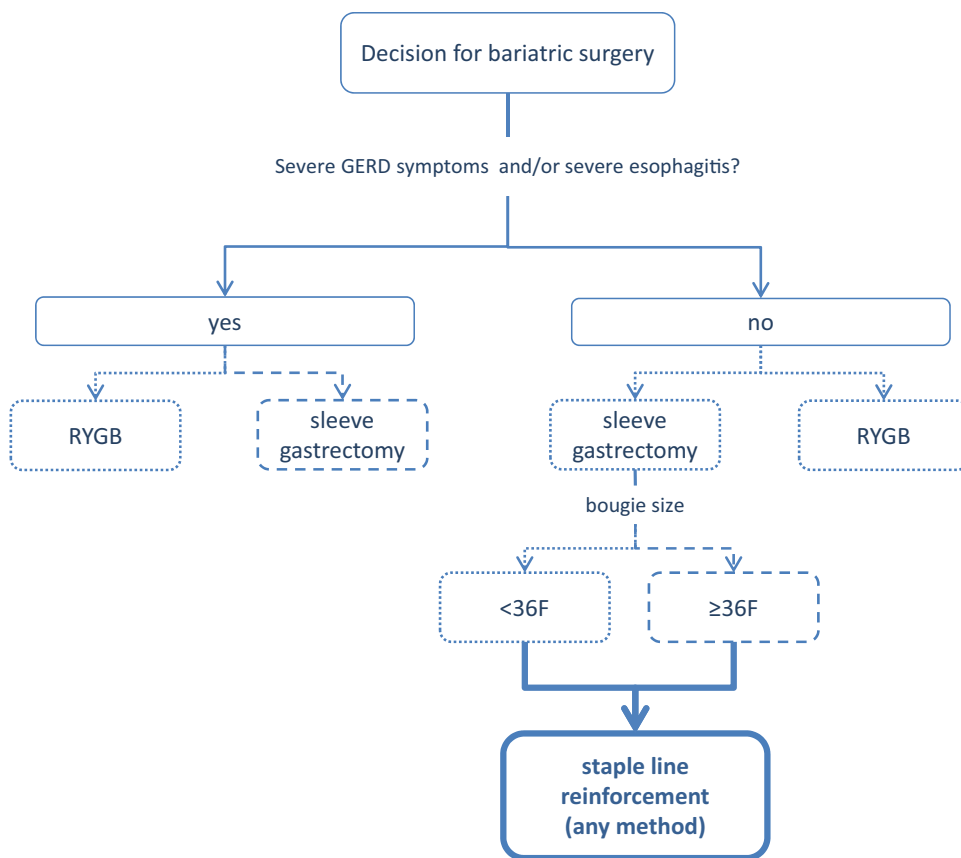 Decision for bariatric surgery
Severe GERD symptoms and/or severe esophagitis?
yes
no
RYGB
sleeve
gastrectomy
sleeve
gastrectomy
RYGB
bougie size
<36F
≥36F
staple line
reinforcement
(any method)